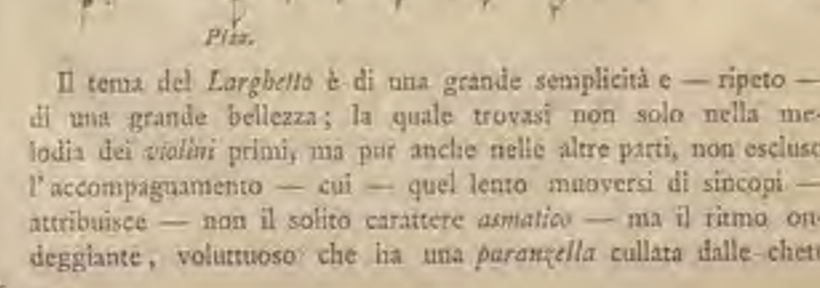 Pizz.
Il tema del Larghetto è di una grande semplicità e — ripeto —
di una grande bellezza; la quale trovasi non solo nella me-
lodia dei violini primi, ma pur anche nelle altre parti, non escluso
l'accompagnamento — cui — quel lento muoversi di sincopi —
attribuisce — non il solito carattere asmatico — ma il ritmo on-
deggiante, voluttuoso che ha una paranzella cullata dalle chet